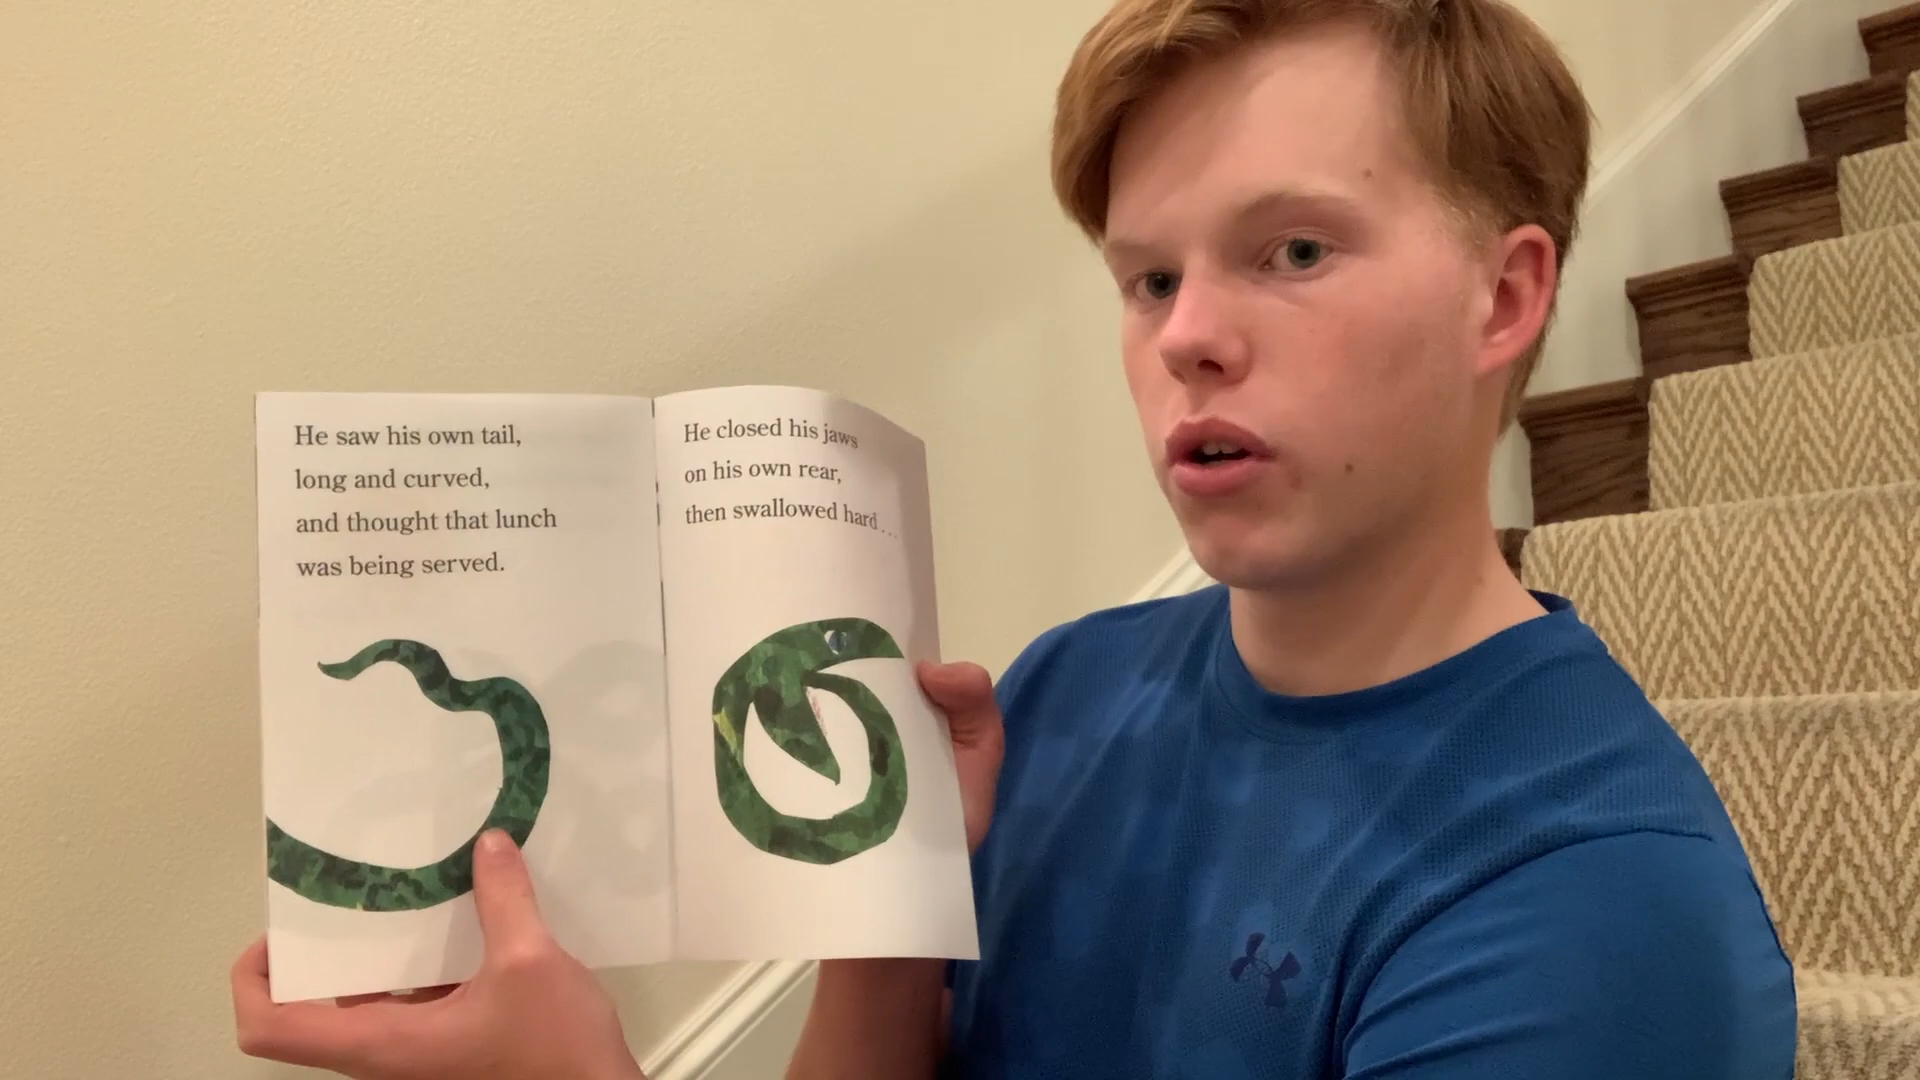 He saw his own tail,
long and curved,
and thought that lunch
was being served.
He closed his jaws
on his own rear,
then swallowed hard...